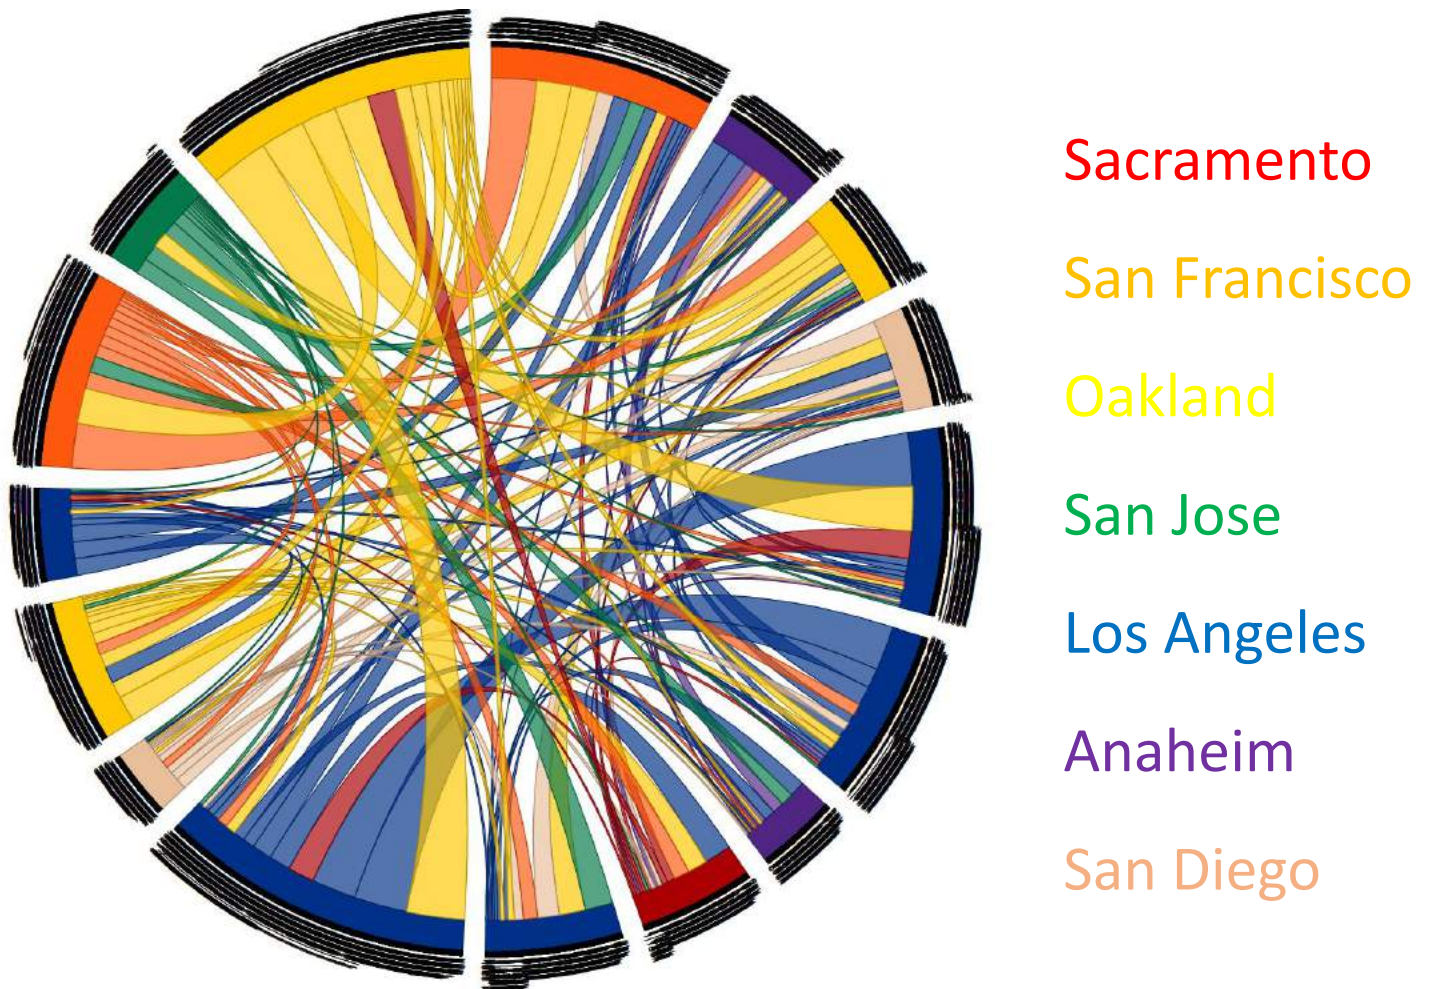 Sacramento
San Francisco
Oakland
San Jose
Los Angeles
Anaheim
San Diego